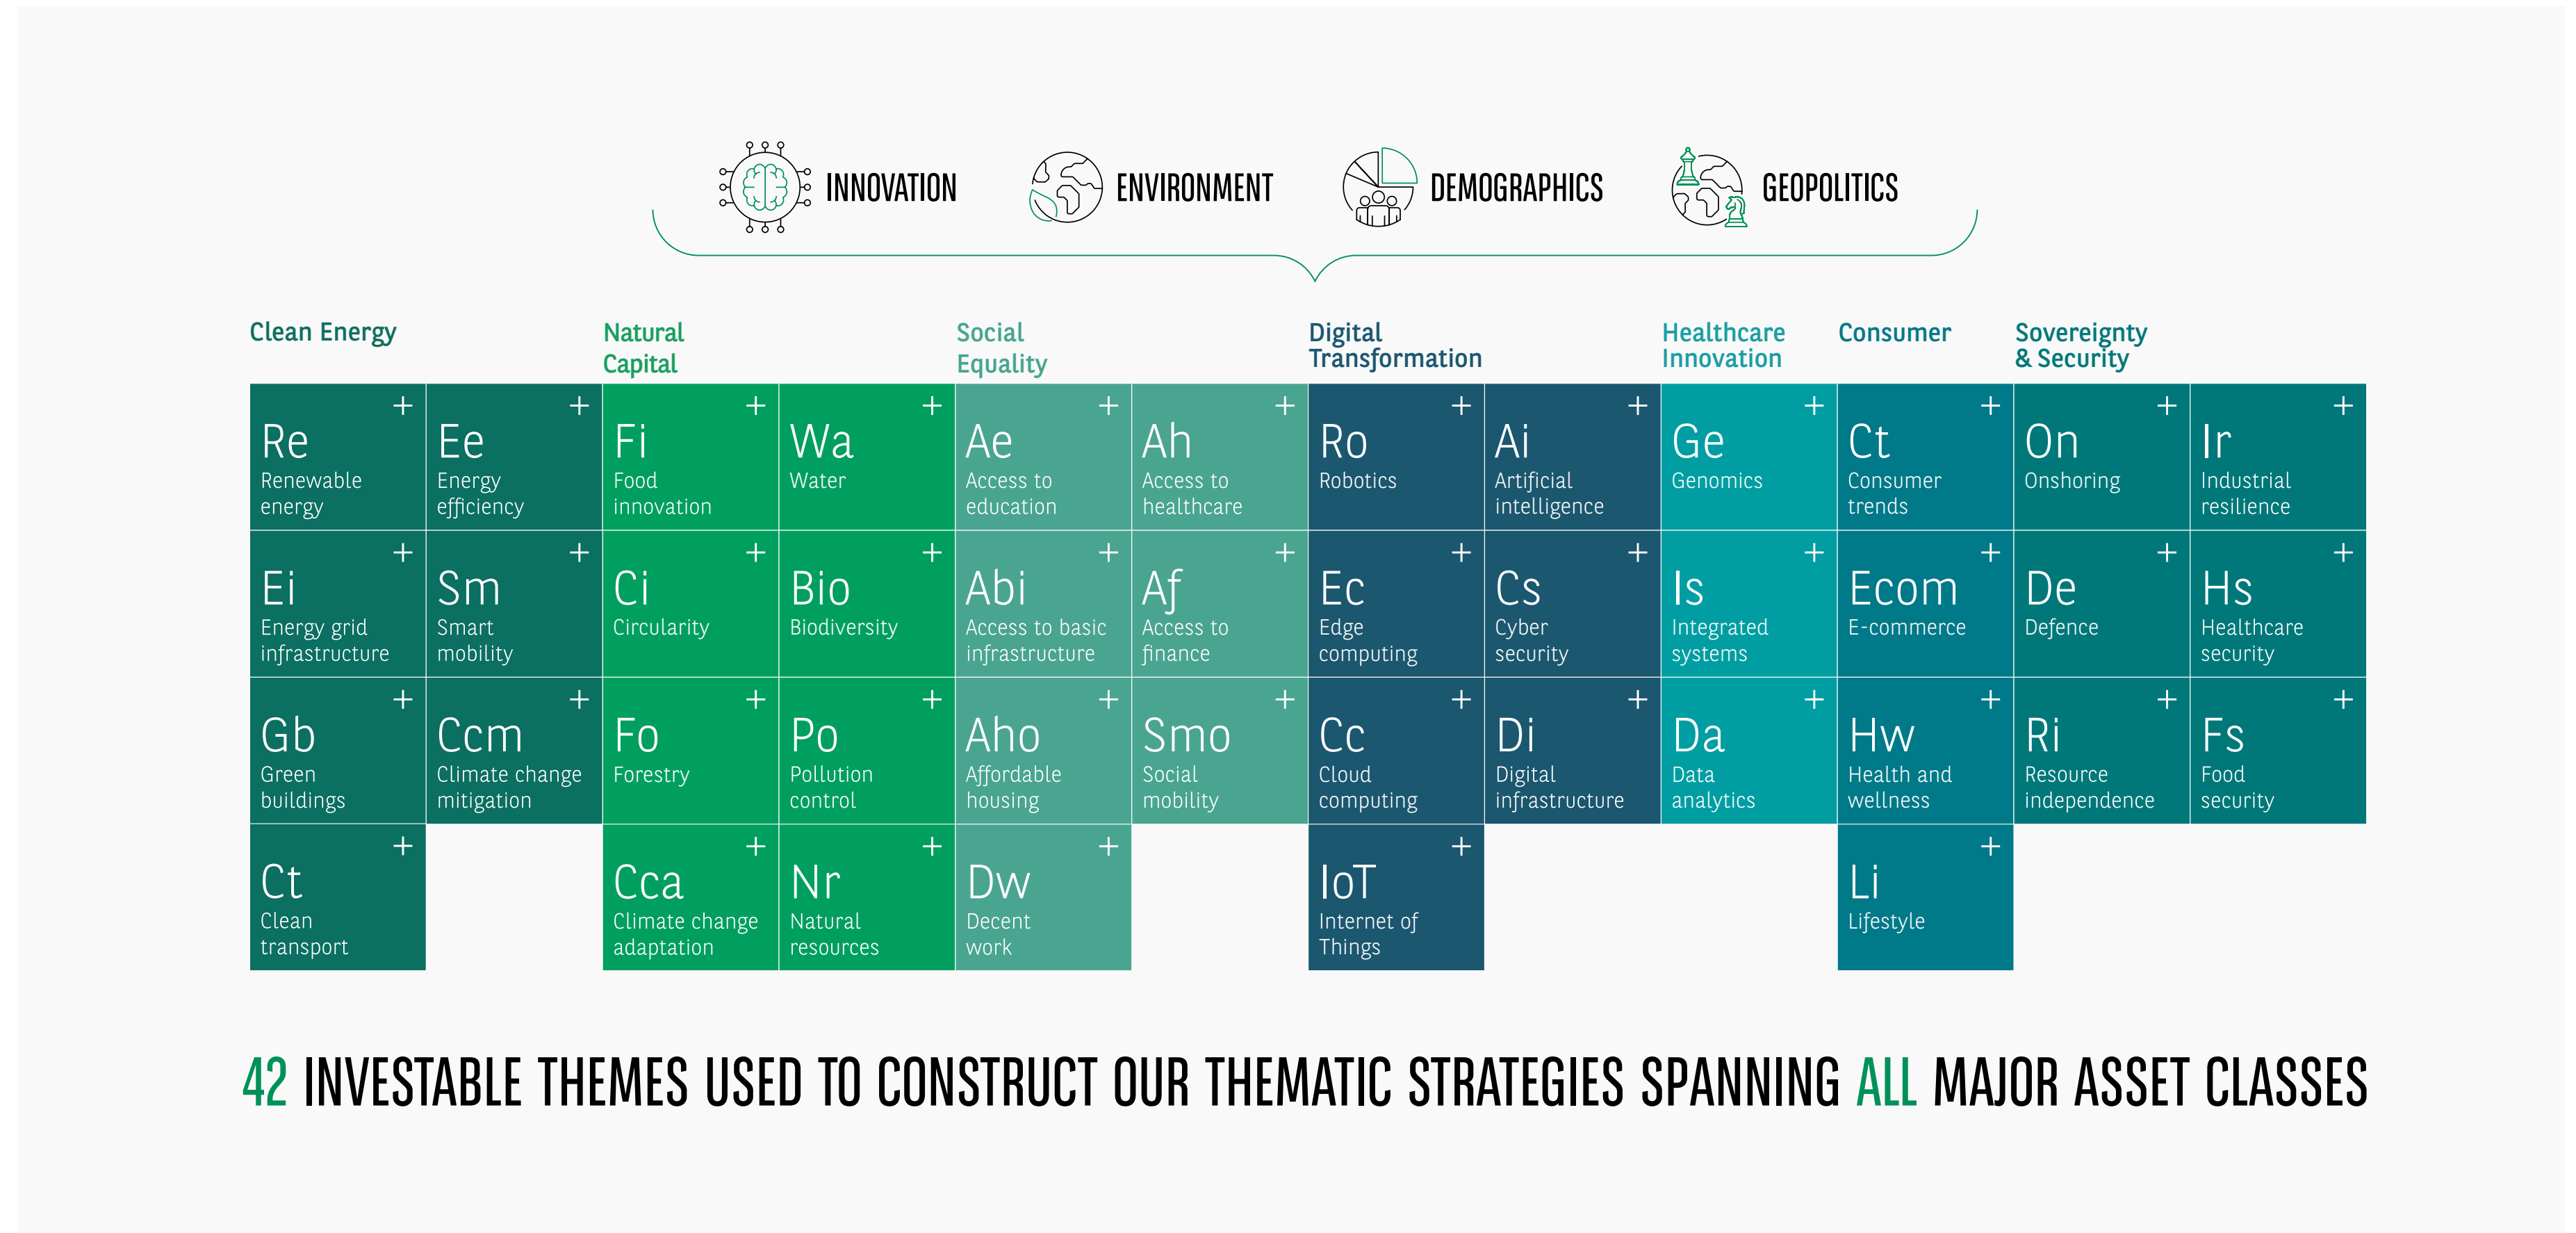 INNOVATION
ENVIRONMENT
DEMOGRAPHICS
GEOPOLITICS
Clean Energy
Natural
Capital
Social
Equality
Digital
Transformation
Healthcare
Innovation
Consumer
Sovereignty
& Security
+
Re
Renewable
energy
+
Ee
Energy
efficiency
+
Fi
Food
innovation
+
Wa
Water
+
Ae
Access to
education
+
Ah
Access to
healthcare
+
Ro
Robotics
+
Ai
Artificial
intelligence
+
Ge
Genomics
+
Ct
Consumer
trends
+
On
Onshoring
+
Ir
Industrial
resilience
+
Ei
Energy grid
infrastructure
+
Sm
Smart
mobility
+
Ci
Circularity
+
Bio
Biodiversity
+
Abi
Access to basic
infrastructure
+
Af
Access to
finance
+
Ec
Edge
computing
+
Cs
Cyber
security
+
Is
Integrated
systems
+
Ecom
E-commerce
+
De
Defence
+
Hs
Healthcare
security
+
Gb
Green
buildings
+
Ccm
Climate change
mitigation
+
Fo
Forestry
+
Po
Pollution
control
+
Aho
Affordable
housing
+
Smo
Social
mobility
+
Cc
Cloud
computing
+
Di
Digital
infrastructure
+
Da
Data
analytics
+
Hw
Health and
wellness
+
Ri
Resource
independence
+
Fs
Food
security
+
Ct
Clean
transport
+
Cca
Climate change
adaptation
+
Nr
Natural
resources
+
Dw
Decent
work
+
IoT
Internet of
Things
+
Li
Lifestyle
42 INVESTABLE THEMES USED TO CONSTRUCT OUR THEMATIC STRATEGIES SPANNING ALL MAJOR ASSET CLASSES